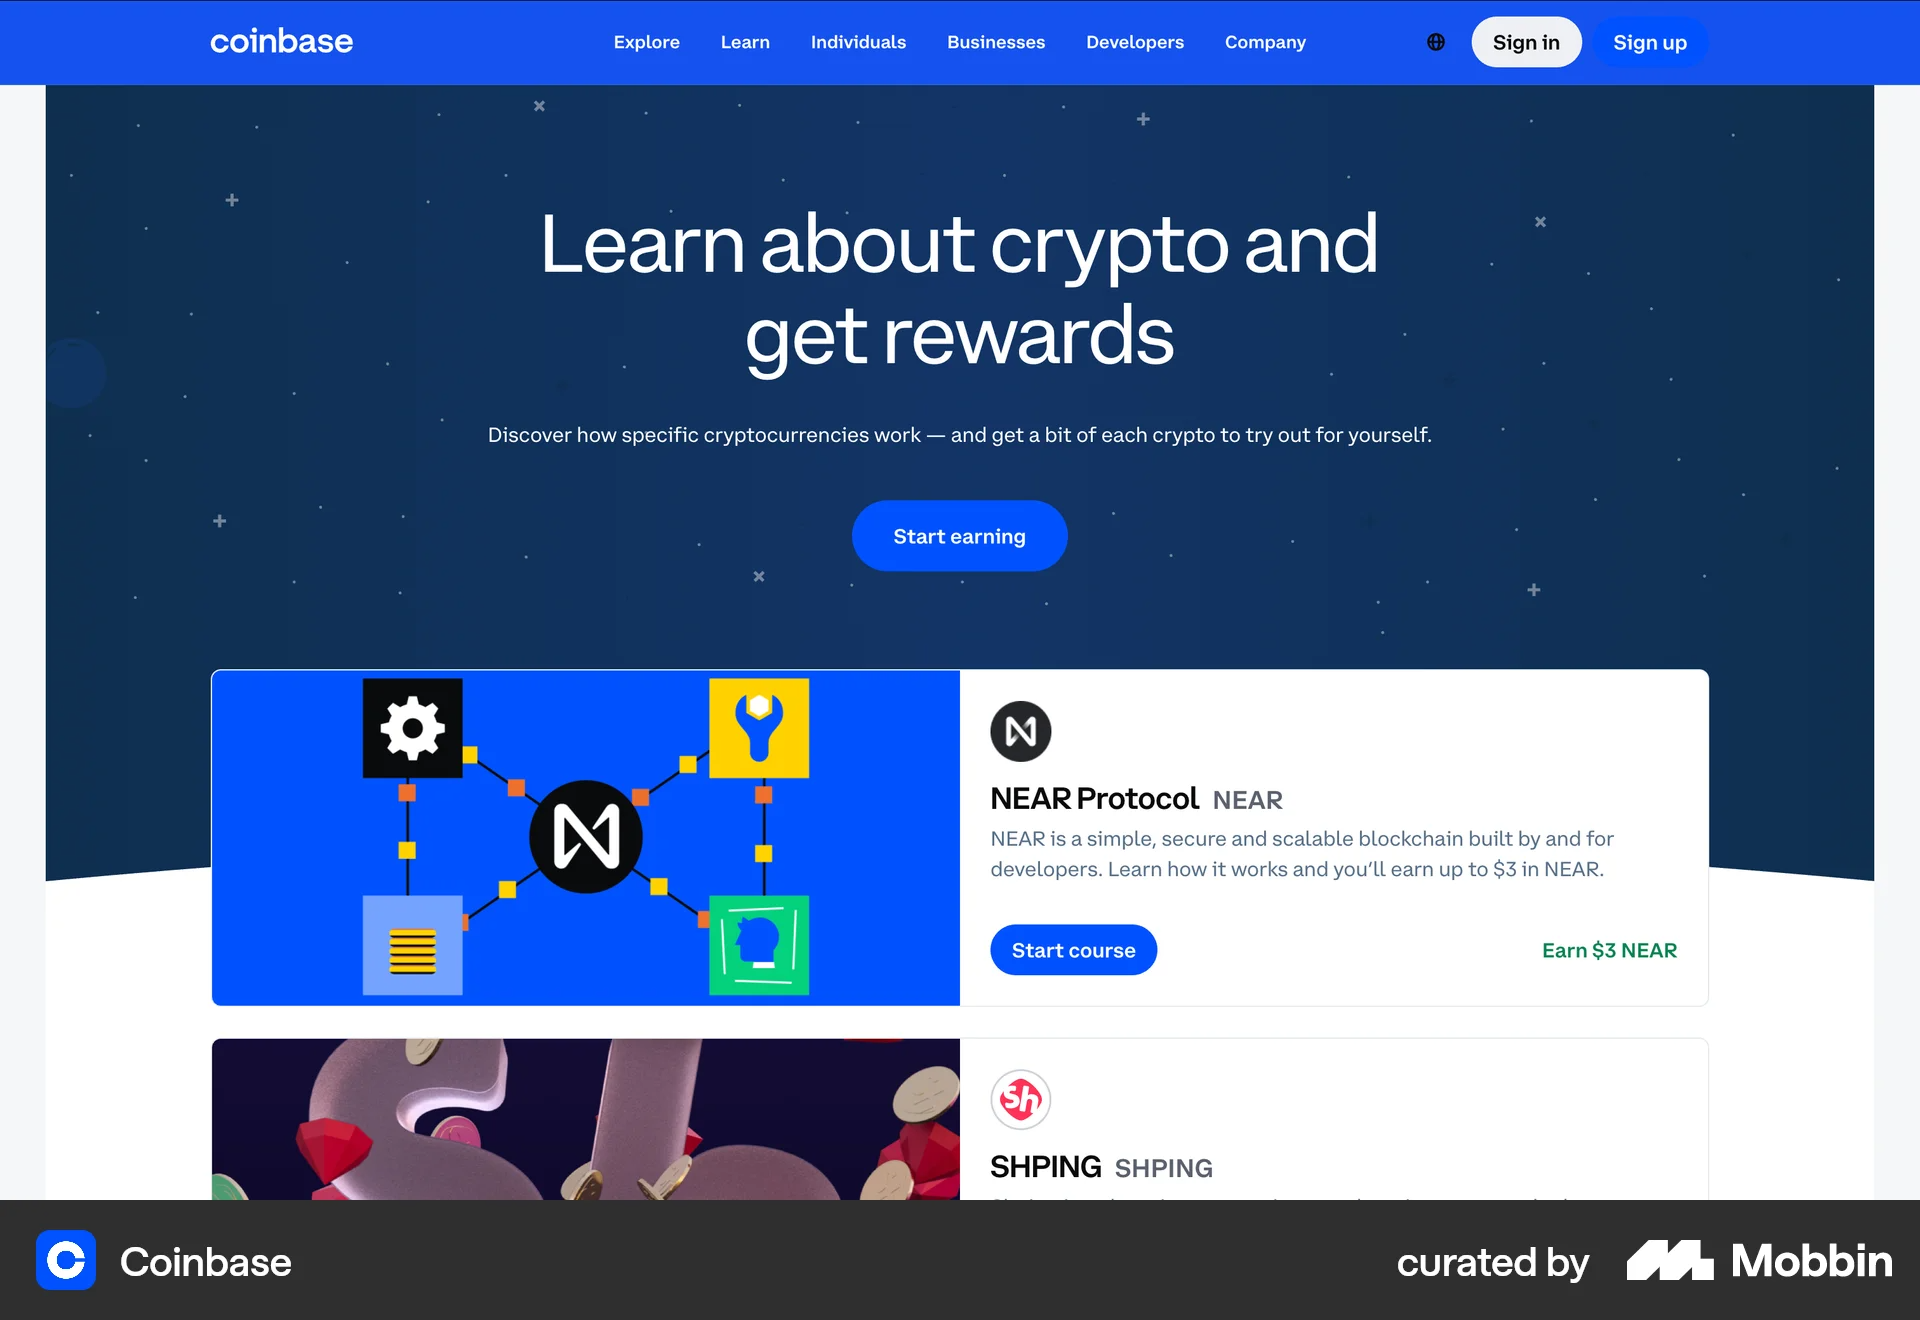 coinbase
Explore Learn Individuals Businesses Developers Company
Sign in Sign up
Learn about crypto and
get rewards
Discover how specific cryptocurrencies work — and get a bit of each crypto to try out for yourself.
Start earning
NEAR Protocol NEAR
NEAR is a simple, secure and scalable blockchain built by and for
developers. Learn how it works and you’ll earn up to $3 in NEAR.
Start course
Earn $3 NEAR
Sh
SHPING SHPING
Coinbase
curated by Mobbin